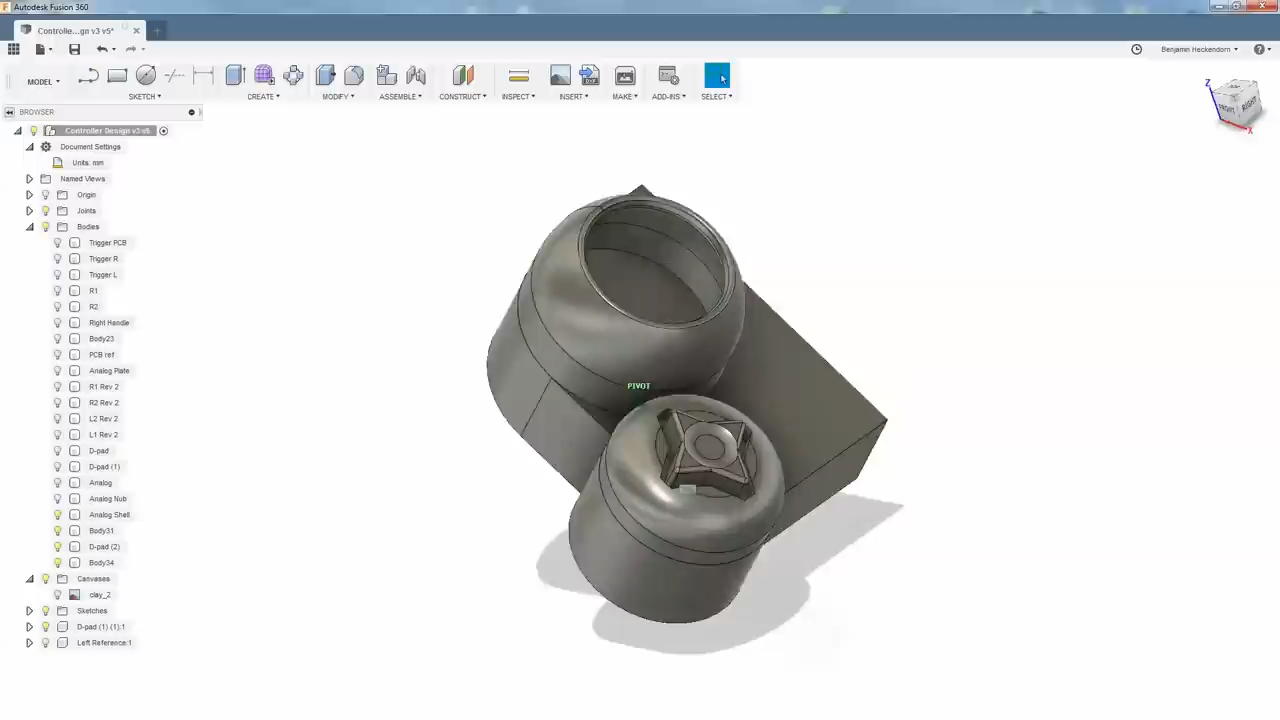 Autodesk Fusion 360
Controlle...gn v3 v5*
Benjamin Heckendorn
MODEL
SKETCH
CREATE
MODIFY
ASSEMBLE
CONSTRUCT
INSPECT
INSERT
MAKE
ADD-INS
SELECT
BROWSER
Controller Design v3 v5
Document Settings
Units: mm
Named Views
Origin
Joints
Bodies
Trigger PCB
Trigger R
Trigger L
R1
R2
Right Handle
Body23
PCB ref
Analog Plate
R1 Rev 2
R2 Rev 2
L2 Rev 2
L1 Rev 2
D-pad
D-pad (1)
Analog
Analog Nub
Analog Shell
Body31
D-pad (2)
Body34
Canvases
clay_2
Sketches
D-pad (1) (1):1
Left Reference:1
PIVOT
Z
FRONT
RIGHT
X